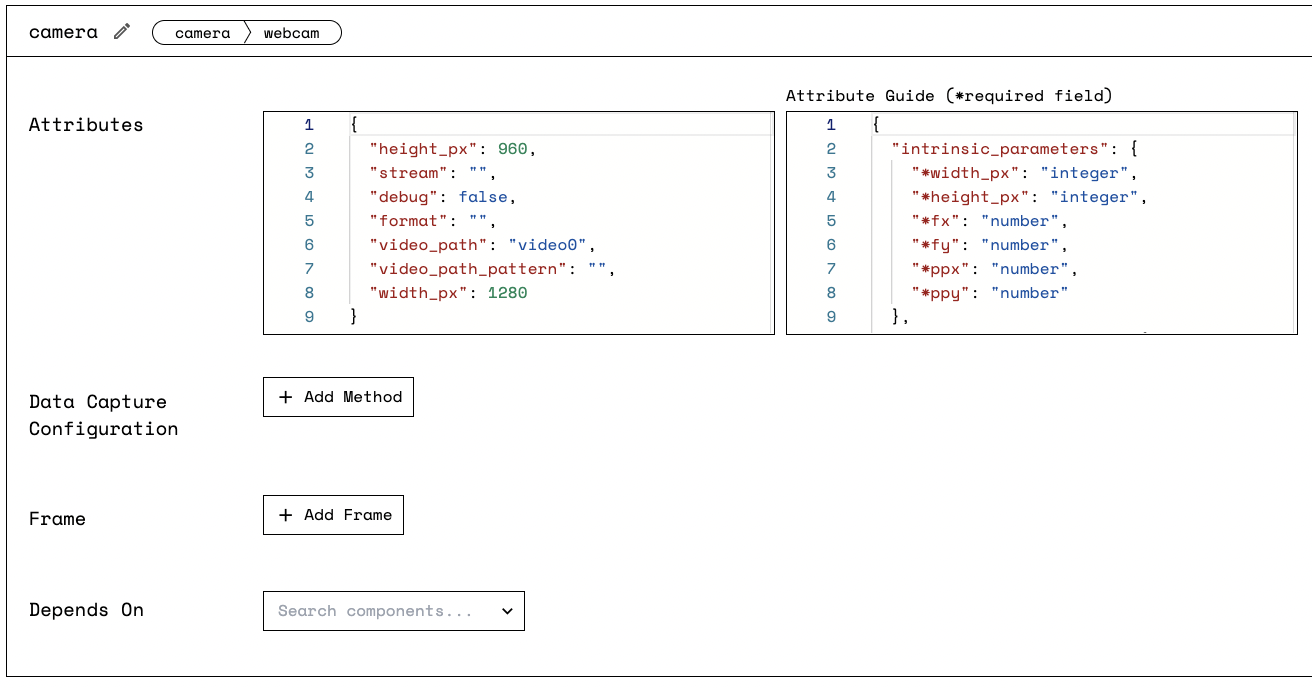 camera camera webcam
Attribute Guide (*required field)
Attributes
1 {
2 "height_px": 960,
3 "stream": "",
4 "debug": false,
5 "format": "",
6 "video_path": "video0",
7 "video_path_pattern": "",
8 "width_px": 1280
9 }
1 {
2 "intrinsic_parameters": {
3 "*width_px": "integer",
4 "*height_px": "integer",
5 "*fx": "number",
6 "*fy": "number",
7 "*ppx": "number",
8 "*ppy": "number"
9 },
Data Capture
Configuration
+ Add Method
Frame
+ Add Frame
Depends On
Search components...